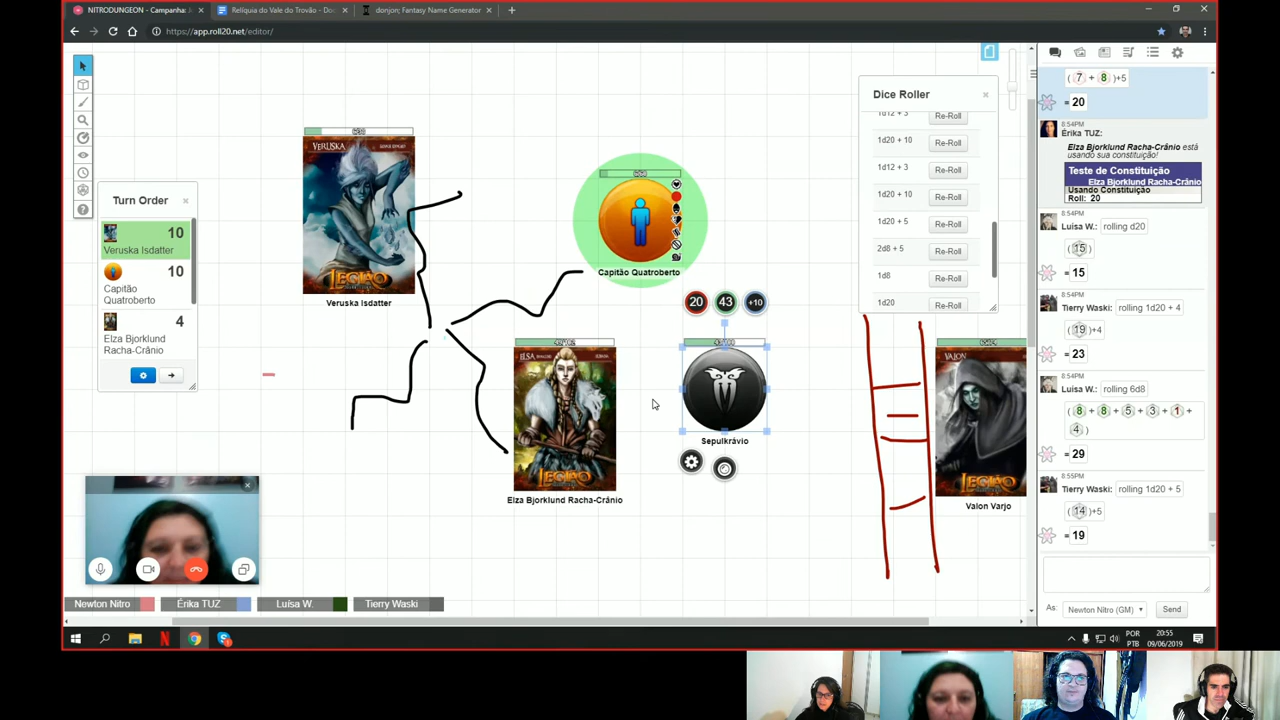 NITRODUNGEON - Campanha: J
Relíquia do Vale do Trovão - Do
donjon; Fantasy Name Generator
https://app.roll20.net/editor/
Turn Order
10
Veruska Isdatter
10
Capitão
Quatroberto
4
Elza Bjorklund
Racha-Crânio
VERUSKA
LEGIÃO
Veruska Isdatter
Capitão Quatroberto
20
43
+10
ELSA
LEGIÃO
Elza Bjorklund Racha-Crânio
Sepulkrávio
VALON
LEGIÃO
Valon Varjo
Dice Roller
1d12 + 3
Re-Roll
1d20 + 10
Re-Roll
1d12 + 3
Re-Roll
1d20 + 10
Re-Roll
1d20 + 5
Re-Roll
2d8 + 5
Re-Roll
1d8
Re-Roll
1d20
Re-Roll
(7 + 8)+5
= 20
8:54PM
Érika TUZ:
Elza Bjorklund Racha-Crânio está
usando sua constituição!
Teste de
Constituição
Elza Bjorklund Racha-Crânio
Usando Constituição
Roll: 20
8:54PM
Luísa W.: rolling d20
(15)
= 15
8:54PM
Tierry Waski: rolling 1d20 + 4
(19)+4
= 23
8:54PM
Luísa W.: rolling 6d8
(8 + 8 + 5 + 3 + 1 +
4)
= 29
8:55PM
Tierry Waski: rolling 1d20 + 5
(14)+5
= 19
As:
Newton Nitro (GM)
Send
Newton Nitro
Érika TUZ
Luísa W.
Tierry Waski
POR
PTB
20:55
09/06/2019